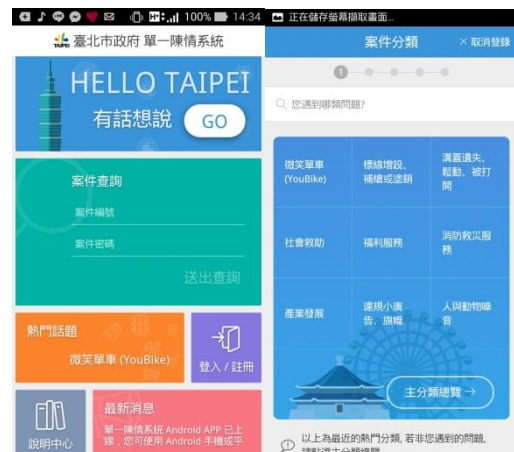 100% 14:34
臺北市政府 單一陳情系統
TAIPEI
HELLO TAIPEI
有話想說 GO
案件查詢
案件編號
案件密碼
送出查詢
熱門話題
微笑單車 (YouBike)
登入 / 註冊
說明中心
最新消息
單一陳情系統 Android APP 已上
線，您可使用 Android 手機或平
正在儲存螢幕擷取畫面...
案件分類
× 取消登錄
1
您遇到哪類問題?
微笑單車
(YouBike)
標線增設、
補繪或塗銷
溝蓋遺失、
鬆動、被打
開
社會救助
福利服務
消防救災服
務
產業發展
違規小廣
告、旗幟
人與動物噪
音
主分類總覽 →
以上為最近的熱門分類, 若非您遇到的問題,
請點選主分類總覽